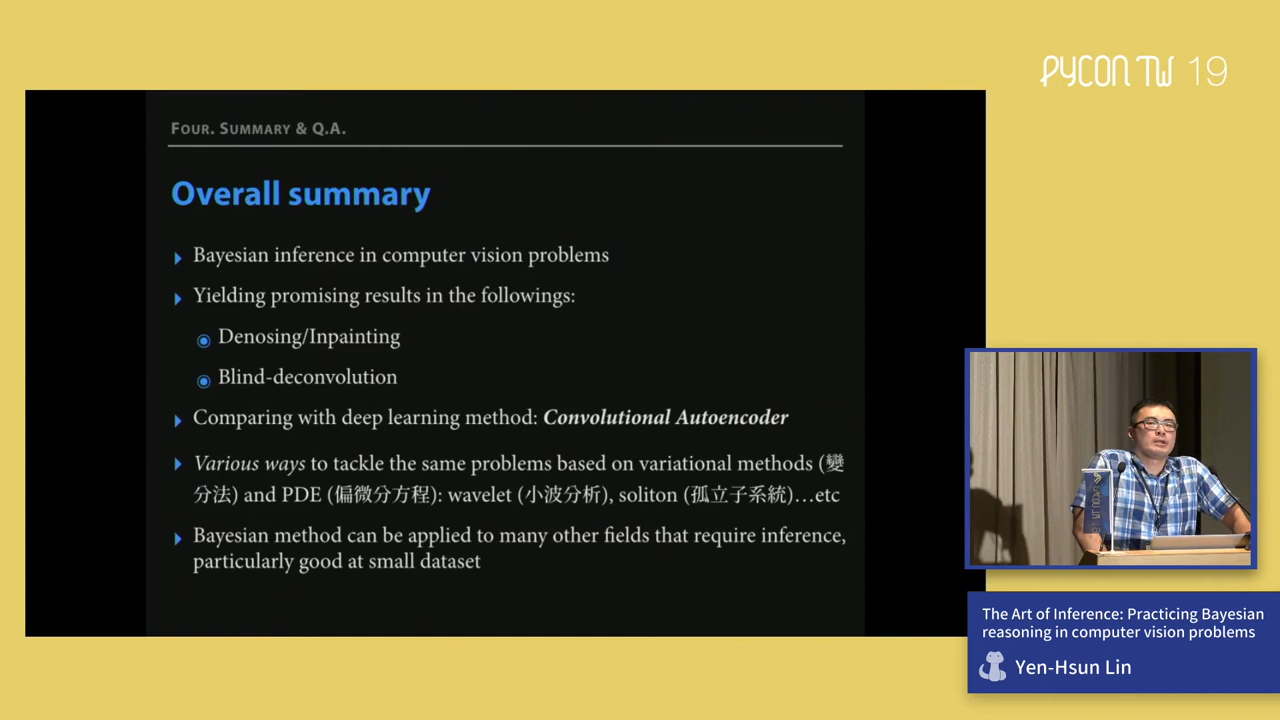 PYCON TW 19
FOUR. SUMMARY & Q.A.
Overall summary
Bayesian inference in computer vision problems
Yielding promising results in the followings:
Denosing/Inpainting
Blind-deconvolution
Comparing with deep learning method: Convolutional Autoencoder
Various ways to tackle the same problems based on variational methods (變
分法) and PDE (偏微分方程): wavelet (小波分析), soliton (孤立子系統)…etc
Bayesian method can be applied to many other fields that require inference,
particularly good at small dataset
The Art of Inference: Practicing Bayesian
reasoning in computer vision problems
Yen-Hsun Lin